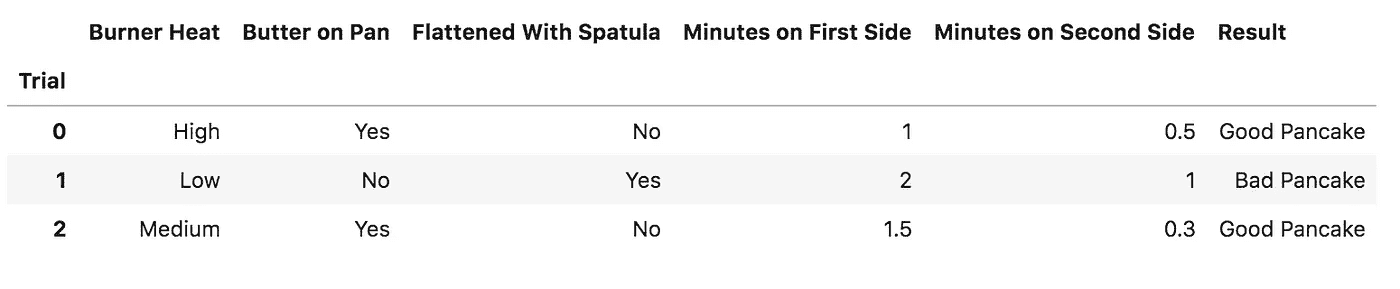 Burner Heat Butter on Pan Flattened With Spatula Minutes on First Side Minutes on Second Side Result
Trial
0 High Yes No 1 0.5 Good Pancake
1 Low No Yes 2 1 Bad Pancake
2 Medium Yes No 1.5 0.3 Good Pancake